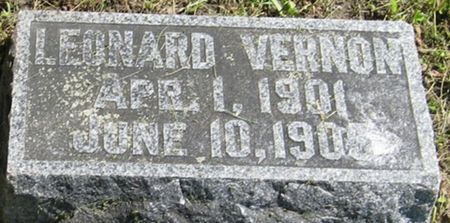 LEONARD VERNON
APR. 1, 1901
JUNE 10,